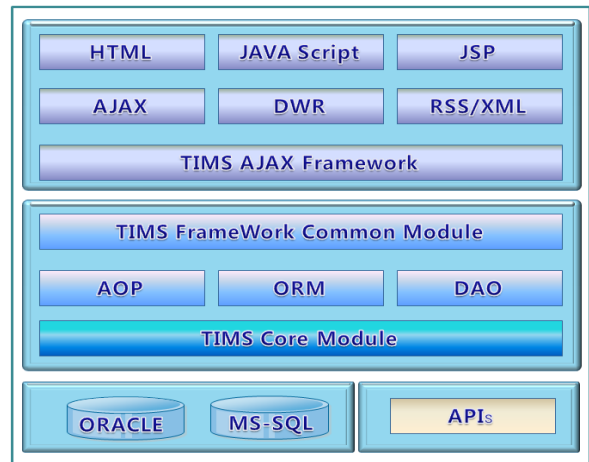 HTML JAVA Script JSP
AJAX DWR RSS/XML
TIMS AJAX Framework
TIMS FrameWork Common Module
AOP ORM DAO
TIMS Core Module
ORACLE MS-SQL APIs